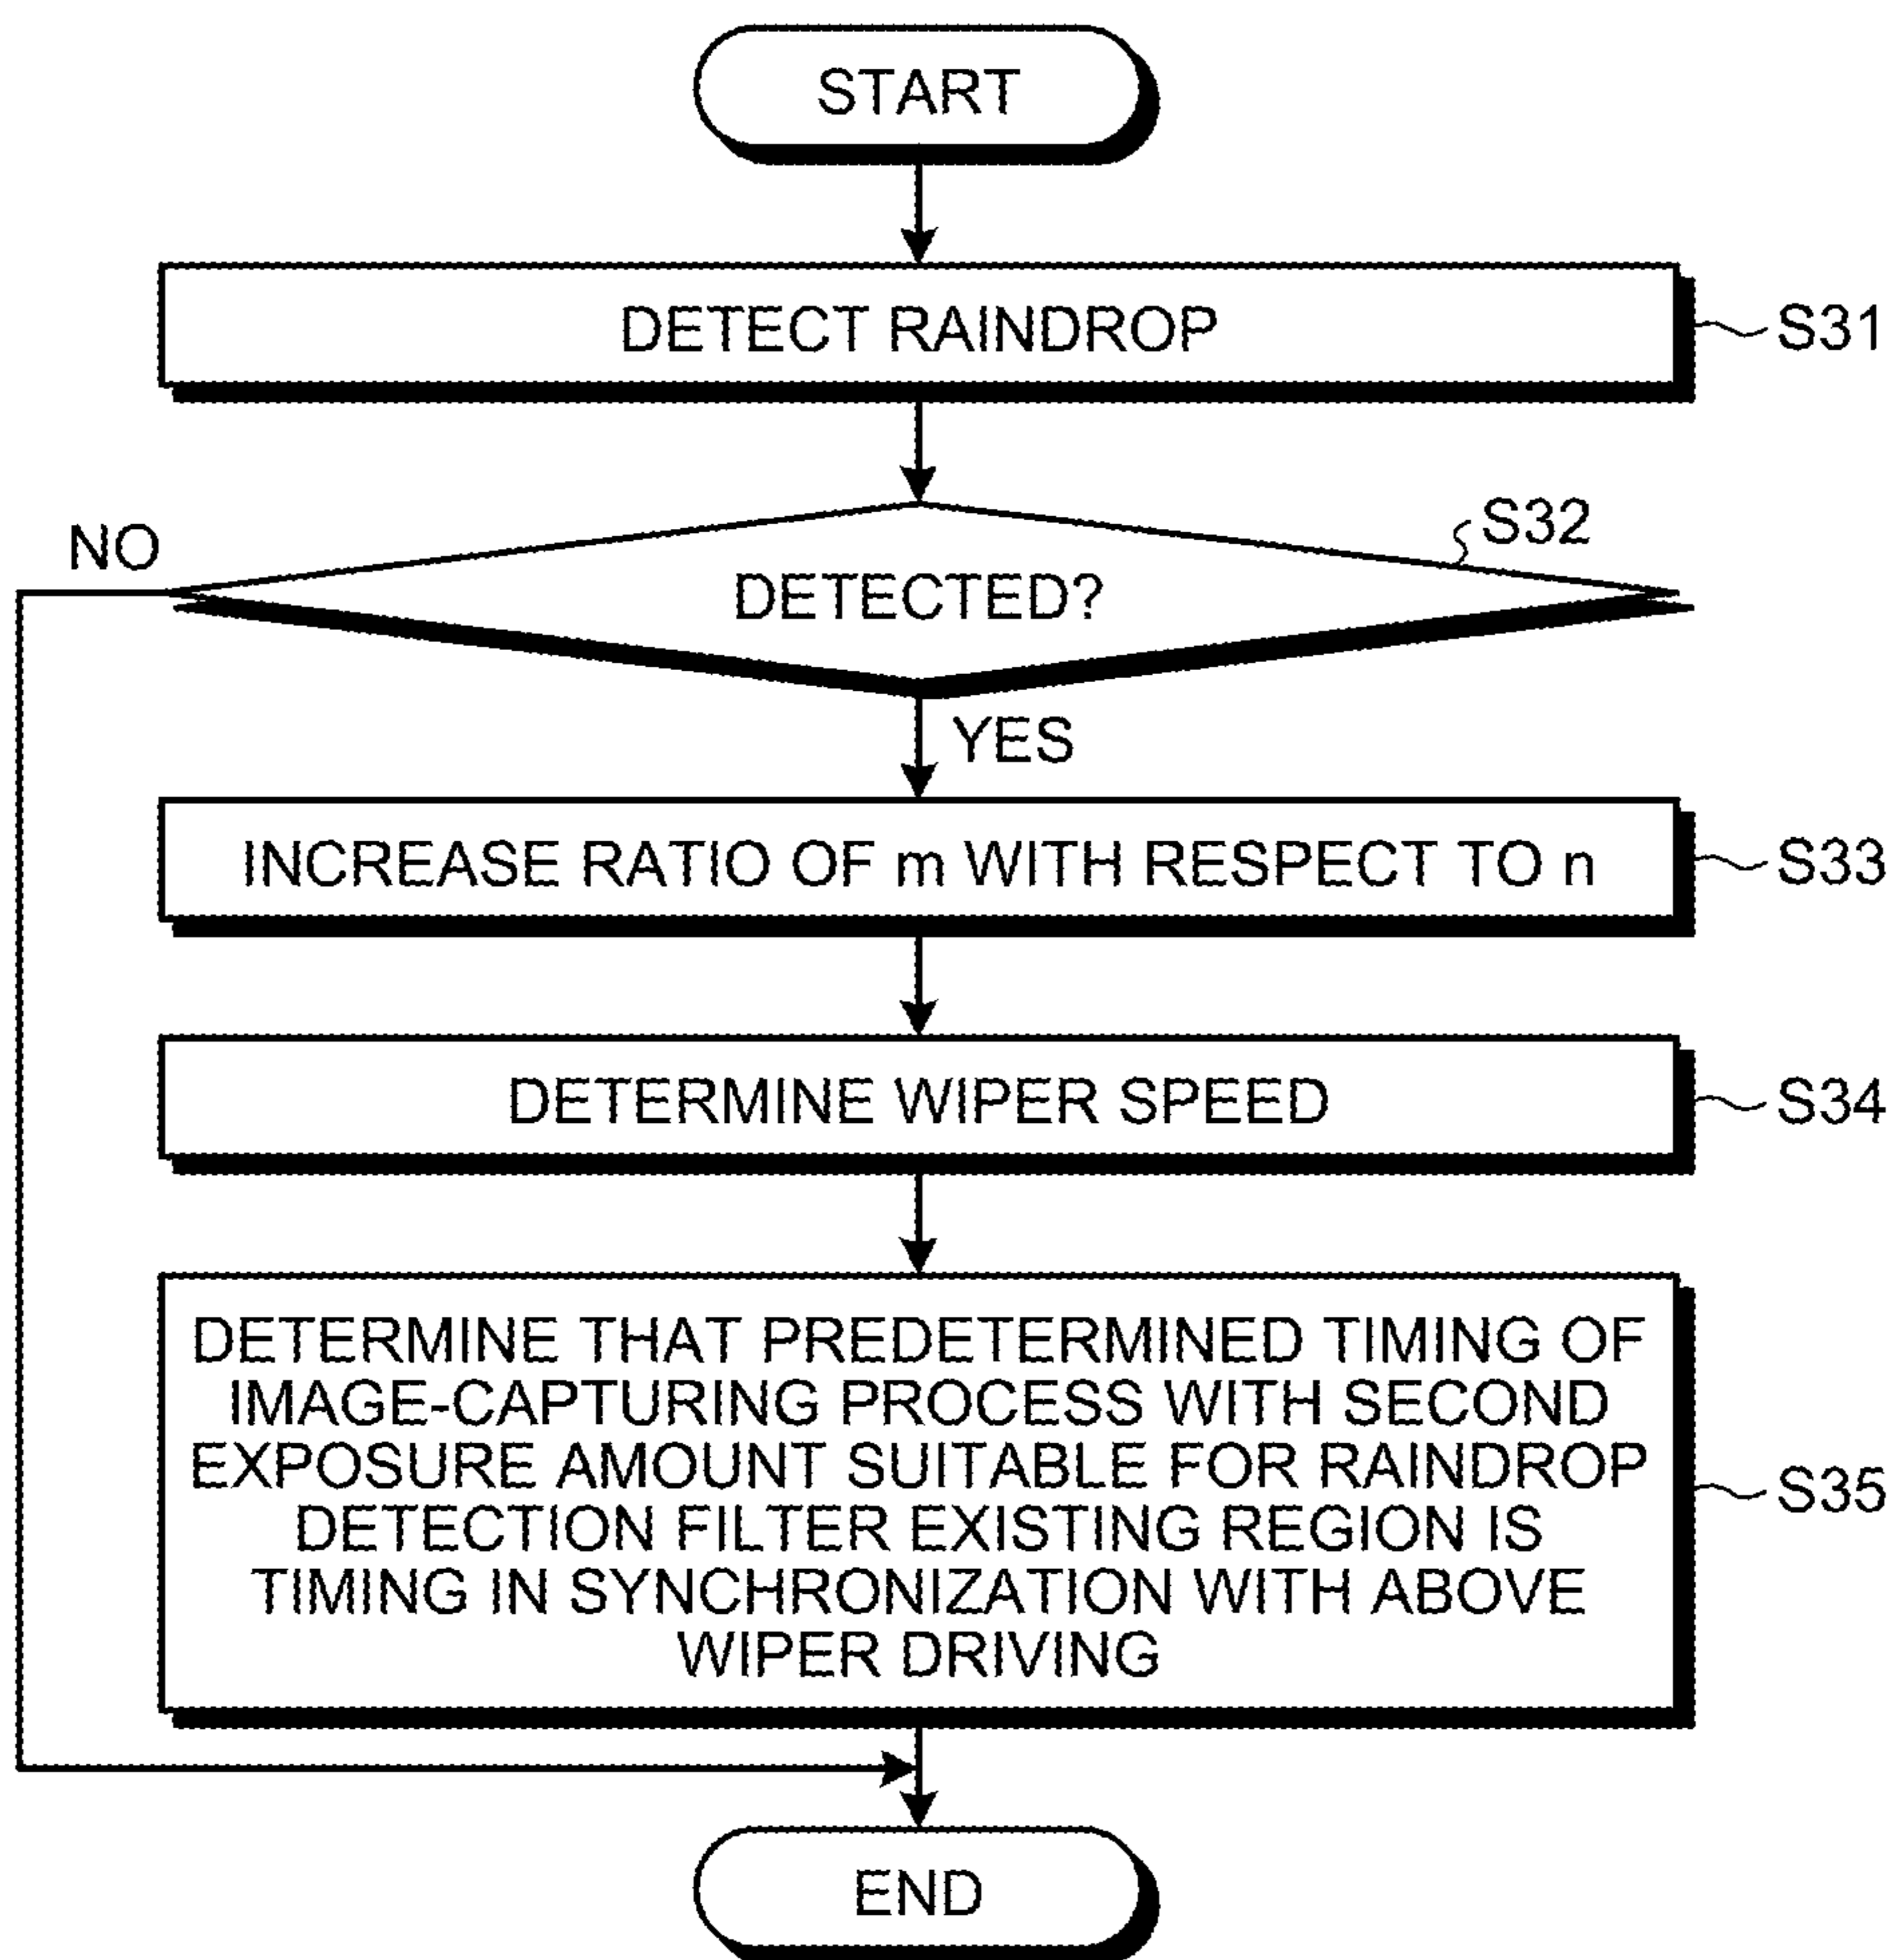 START
DETECT RAINDROP
S31
S32
NO
DETECTED?
YES
INCREASE RATIO OF m WITH RESPECT TO n
S33
DETERMINE WIPER SPEED
S34
DETERMINE THAT PREDETERMINED TIMING OF
IMAGE-CAPTURING PROCESS WITH SECOND
EXPOSURE AMOUNT SUITABLE FOR RAINDROP
DETECTION FILTER EXISTING REGION IS
TIMING IN SYNCHRONIZATION WITH ABOVE
WIPER DRIVING
S35
END